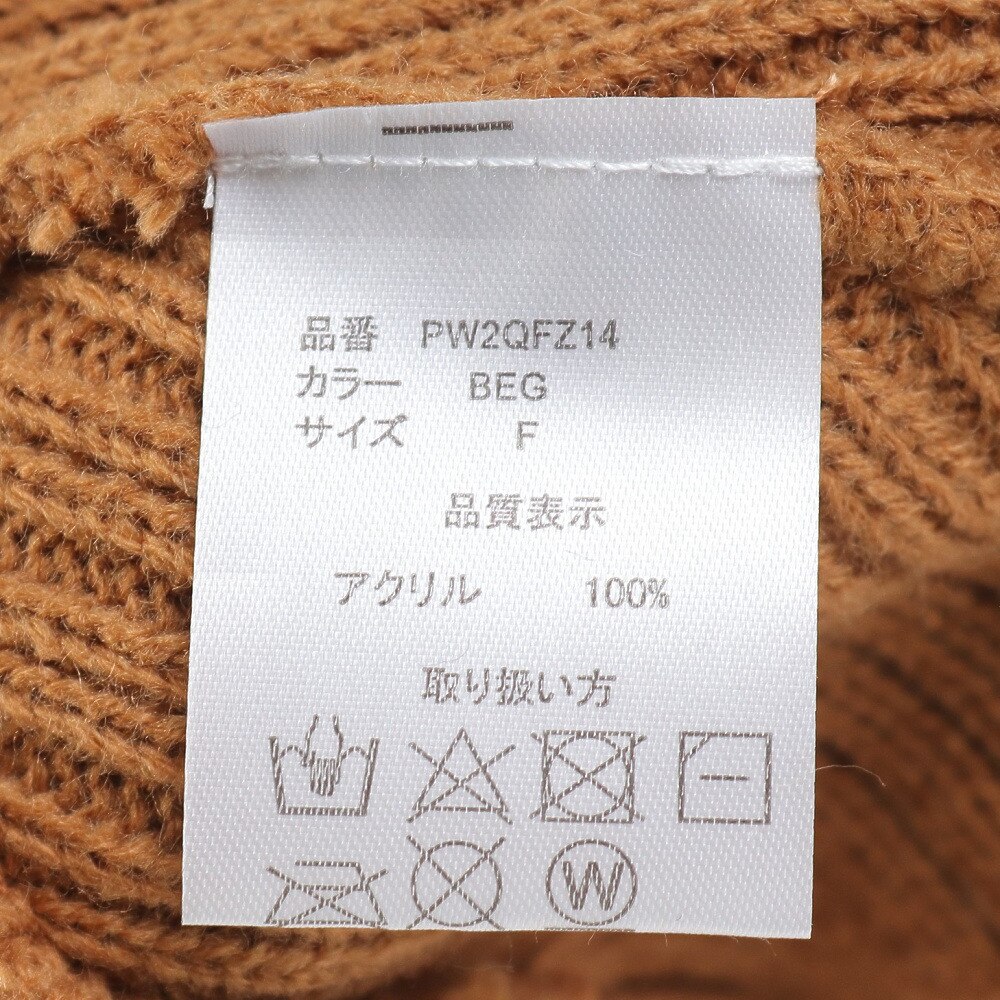 品番 PW2QFZ14
カラー BEG
サイズ F
品質表示
アクリル 100%
取り扱い方
W